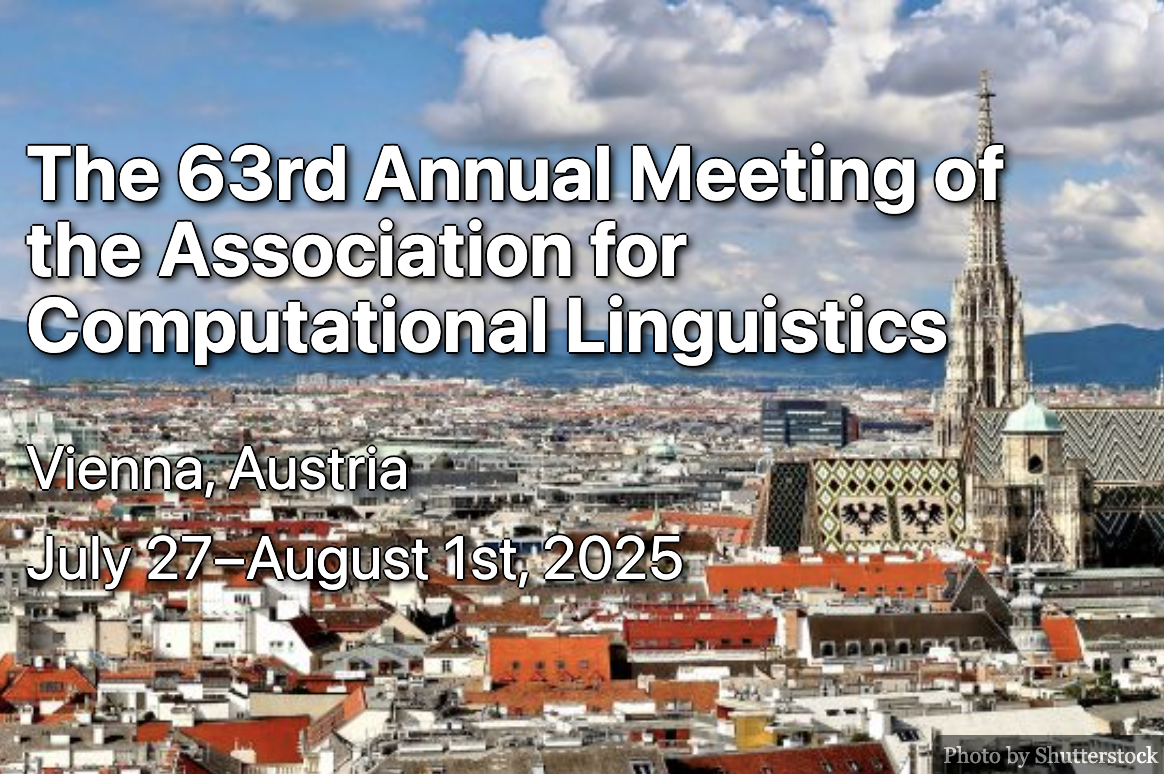 The 63rd Annual Meeting of
the Association for
Computational Linguistics
Vienna, Austria
July 27–August 1st, 2025
Photo by Shutterstock